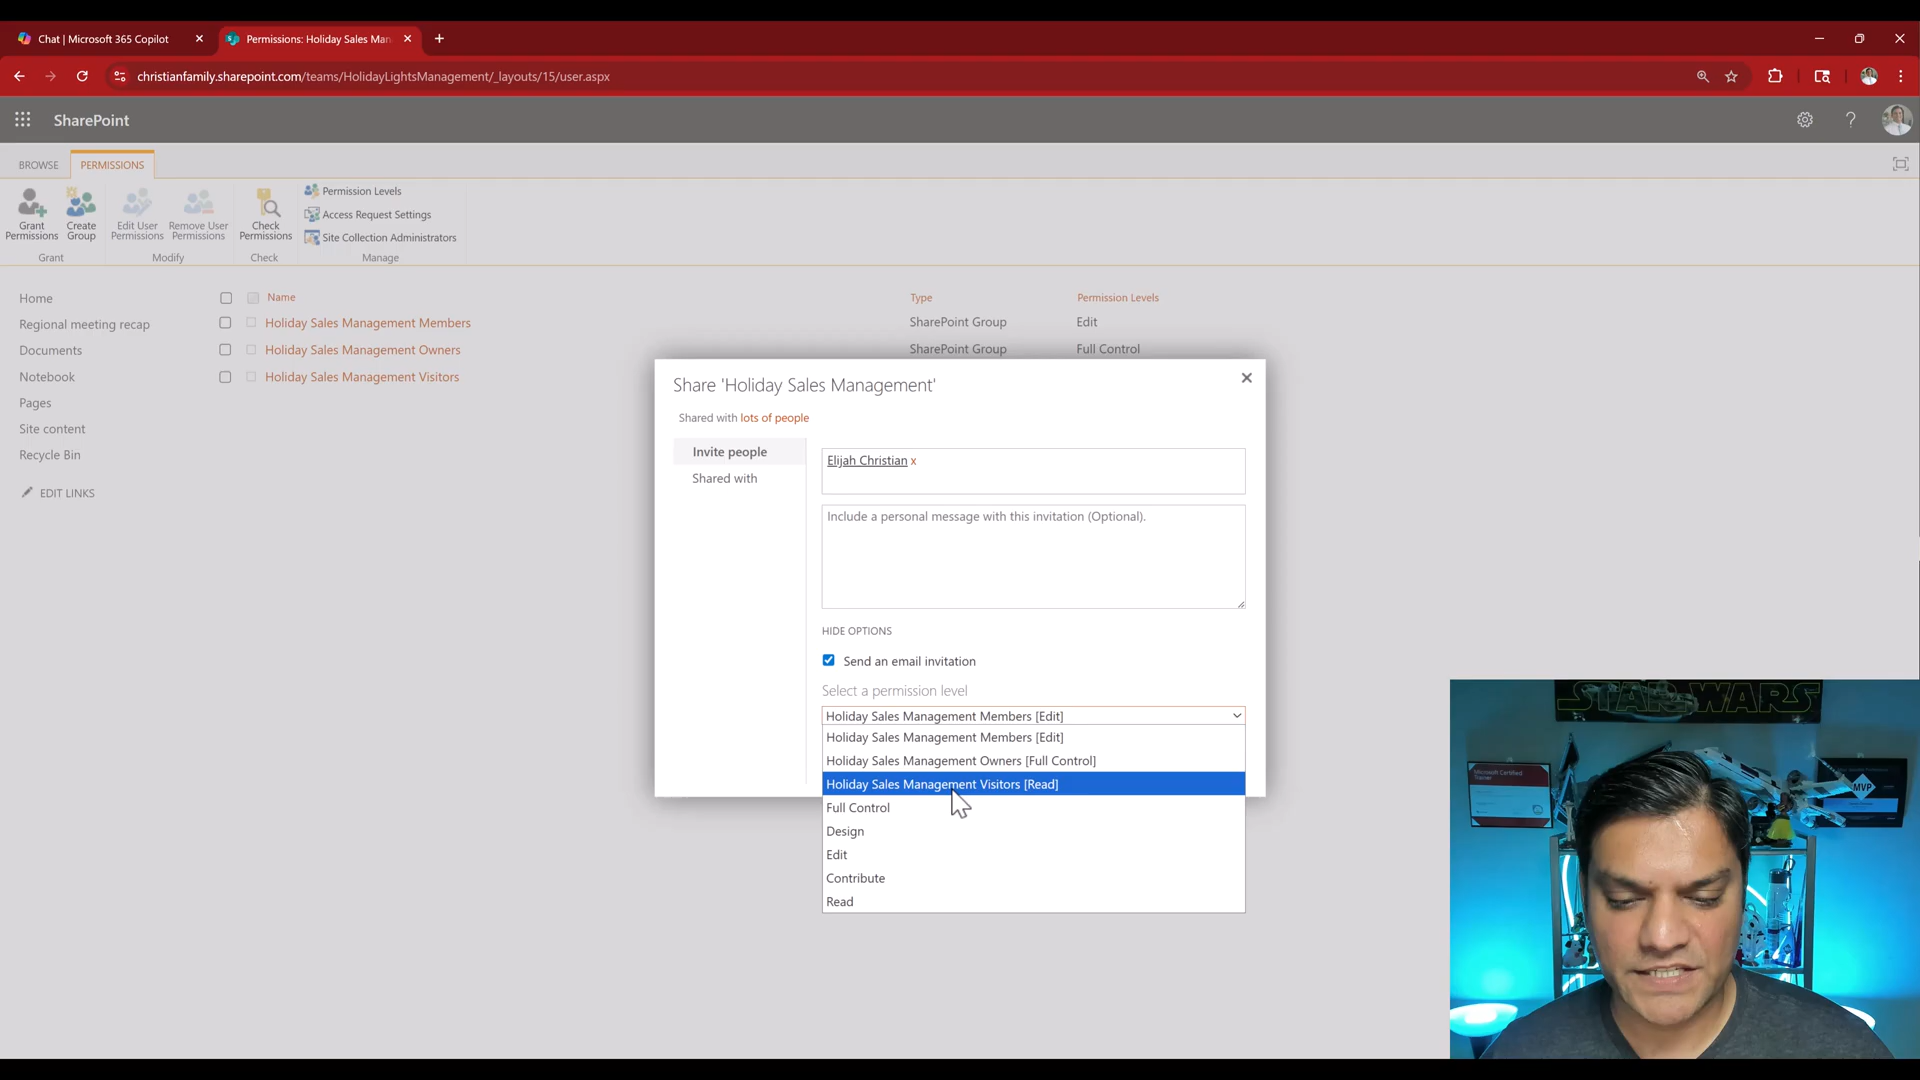 Chat | Microsoft 365 Copilot
Permissions: Holiday Sales Man
christianfamily.sharepoint.com/teams/HolidayLightsManagement/_layouts/15/user.aspx
SharePoint
BROWSE
PERMISSIONS
Grant Permissions
Create Group
Edit User Permissions
Remove User Permissions
Check Permissions
Permission Levels
Access Request Settings
Site Collection Administrators
Grant
Modify
Check
Manage
Home
Regional meeting recap
Documents
Notebook
Pages
Site content
Recycle Bin
EDIT LINKS
Name
Type
Permission Levels
Holiday Sales Management Members
SharePoint Group
Edit
Holiday Sales Management Owners
SharePoint Group
Full Control
Holiday Sales Management Visitors
Share 'Holiday Sales Management'
Shared with lots of people
Invite people
Shared with
Elijah Christian x
Include a personal message with this invitation (Optional).
HIDE OPTIONS
Send an email invitation
Select a permission level
Holiday Sales Management Members [Edit]
Holiday Sales Management Members [Edit]
Holiday Sales Management Owners [Full Control]
Holiday Sales Management Visitors [Read]
Full Control
Design
Edit
Contribute
Read
STAR WARS
Microsoft Certified
Trainer
MVP